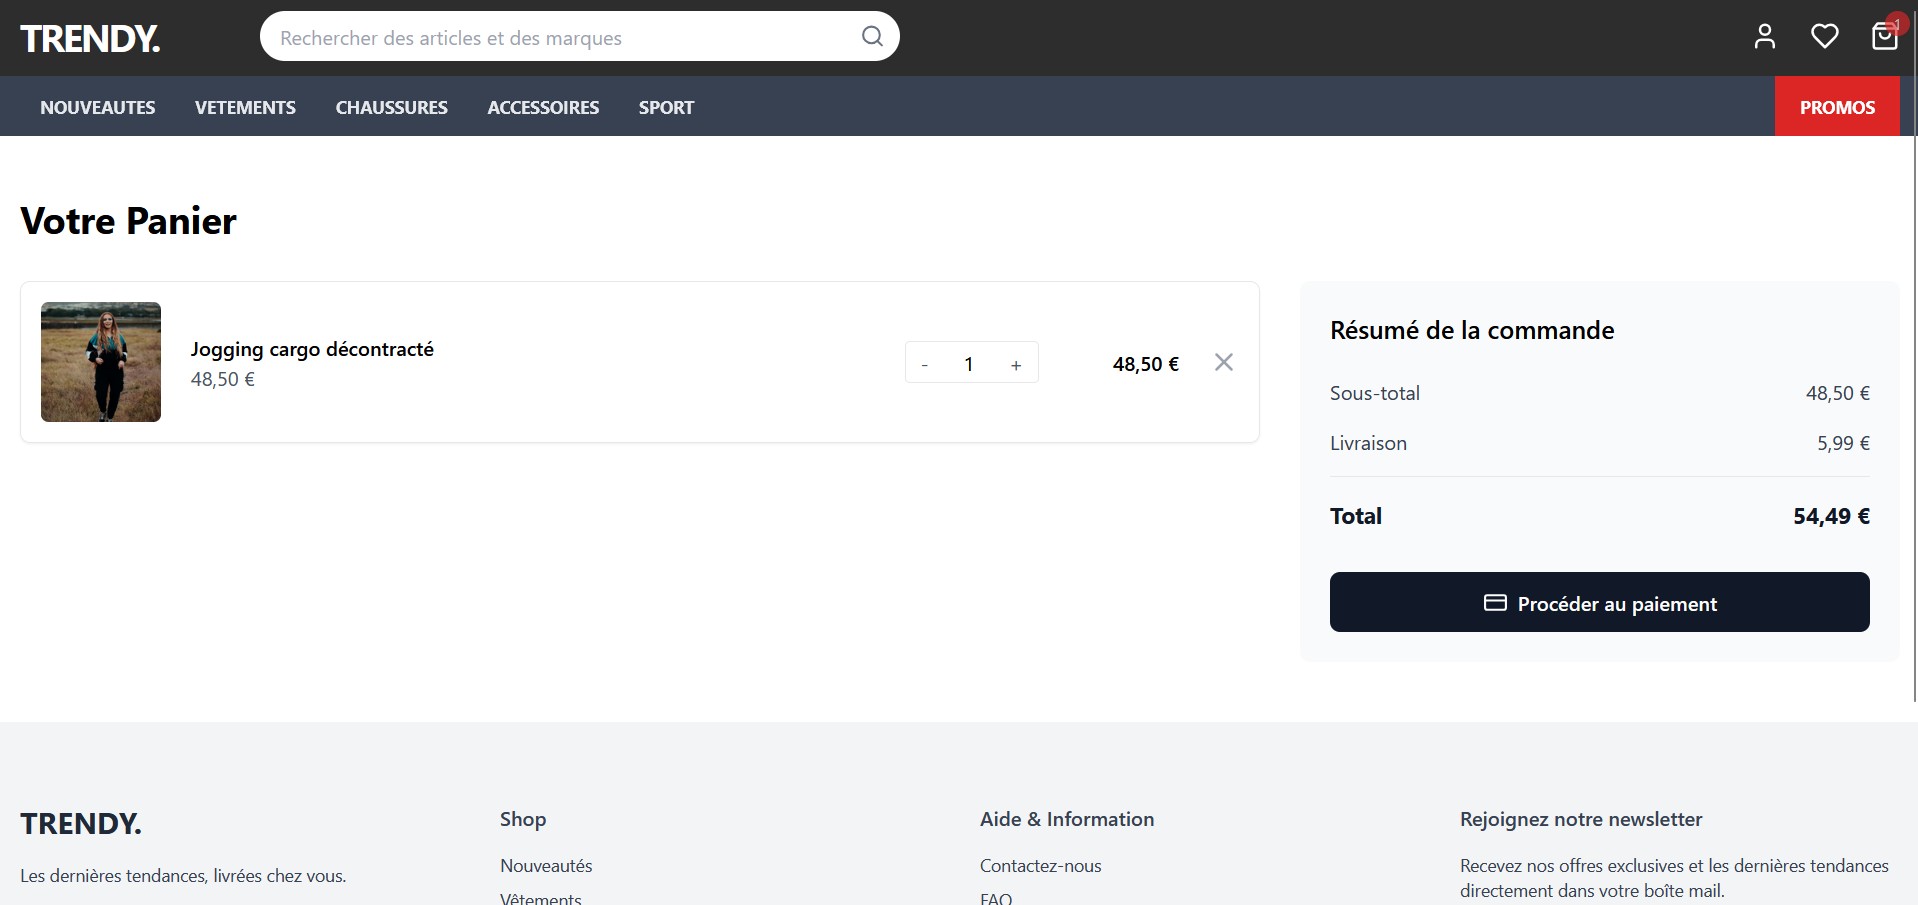 TRENDY.
Rechercher des articles et des marques
1
NOUVEAUTES
VETEMENTS
CHAUSSURES
ACCESSOIRES
SPORT
PROMOS
Votre Panier
Jogging cargo décontracté
48,50 €
- 1 +
48,50 €
Résumé de la commande
Sous-total 48,50 €
Livraison 5,99 €
Total 54,49 €
Procéder au paiement
TRENDY.
Les dernières tendances, livrées chez vous.
Shop
Nouveautés
Vêtements
Aide & Information
Contactez-nous
FAQ
Rejoignez notre newsletter
Recevez nos offres exclusives et les dernières tendances
directement dans votre boîte mail.